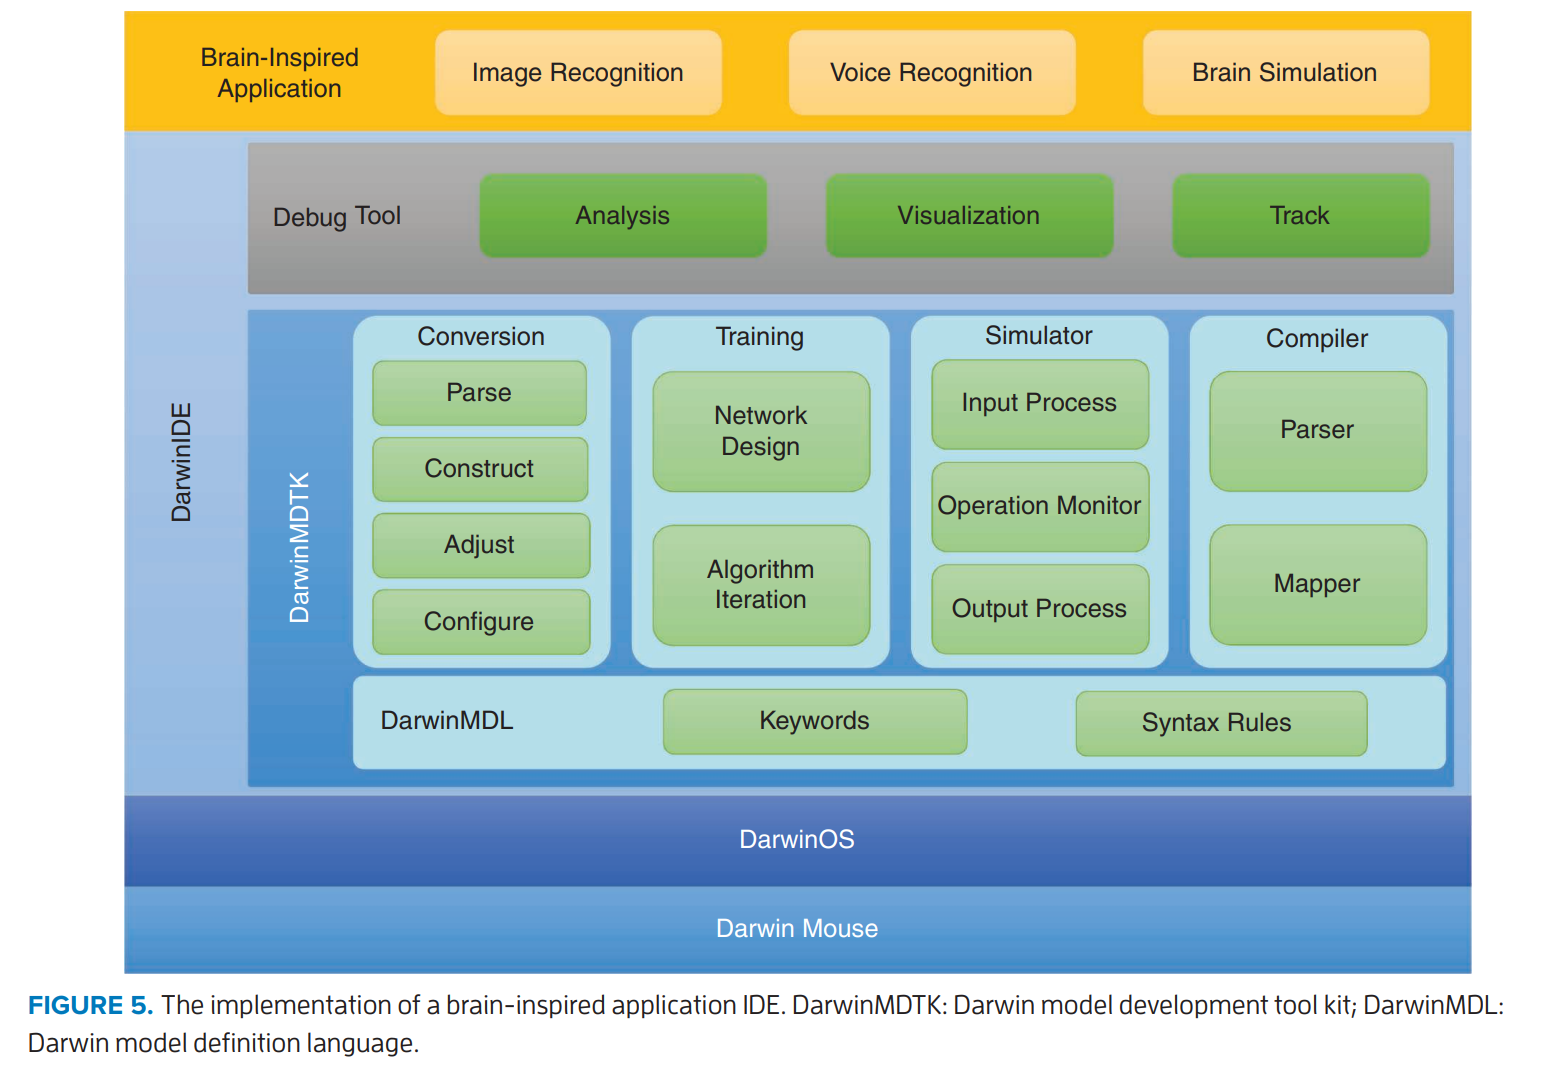 Brain-Inspired
Application
Image Recognition
Voice Recognition
Brain Simulation
Debug Tool
Analysis
Visualization
Track
DarwinIDE
DarwinMDTK
Conversion
Parse
Construct
Adjust
Configure
Training
Network
Design
Algorithm
Iteration
Simulator
Input Process
Operation Monitor
Output Process
Compiler
Parser
Mapper
DarwinMDL
Keywords
Syntax Rules
DarwinOS
Darwin Mouse
FIGURE 5. The implementation of a brain-inspired application IDE. DarwinMDTK: Darwin model development tool kit; DarwinMDL:
Darwin model definition language.